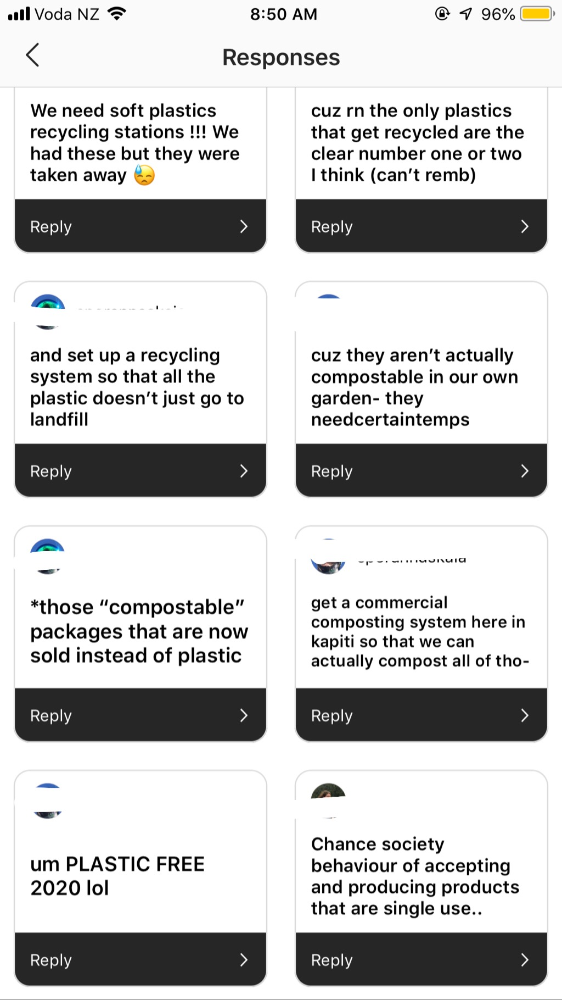 Voda NZ 8:50 AM 96%
Responses
We need soft plastics
recycling stations !!! We
had these but they were
taken away 😓
Reply
cuz rn the only plastics
that get recycled are the
clear number one or two
I think (can’t remb)
Reply
and set up a recycling
system so that all the
plastic doesn’t just go to
landfill
Reply
cuz they aren’t actually
compostable in our own
garden- they
needcertaintemps
Reply
*those “compostable”
packages that are now
sold instead of plastic
Reply
get a commercial
composting system here in
kapiti so that we can
actually compost all of tho-
Reply
um PLASTIC FREE
2020 lol
Reply
Chance society
behaviour of accepting
and producing products
that are single use..
Reply